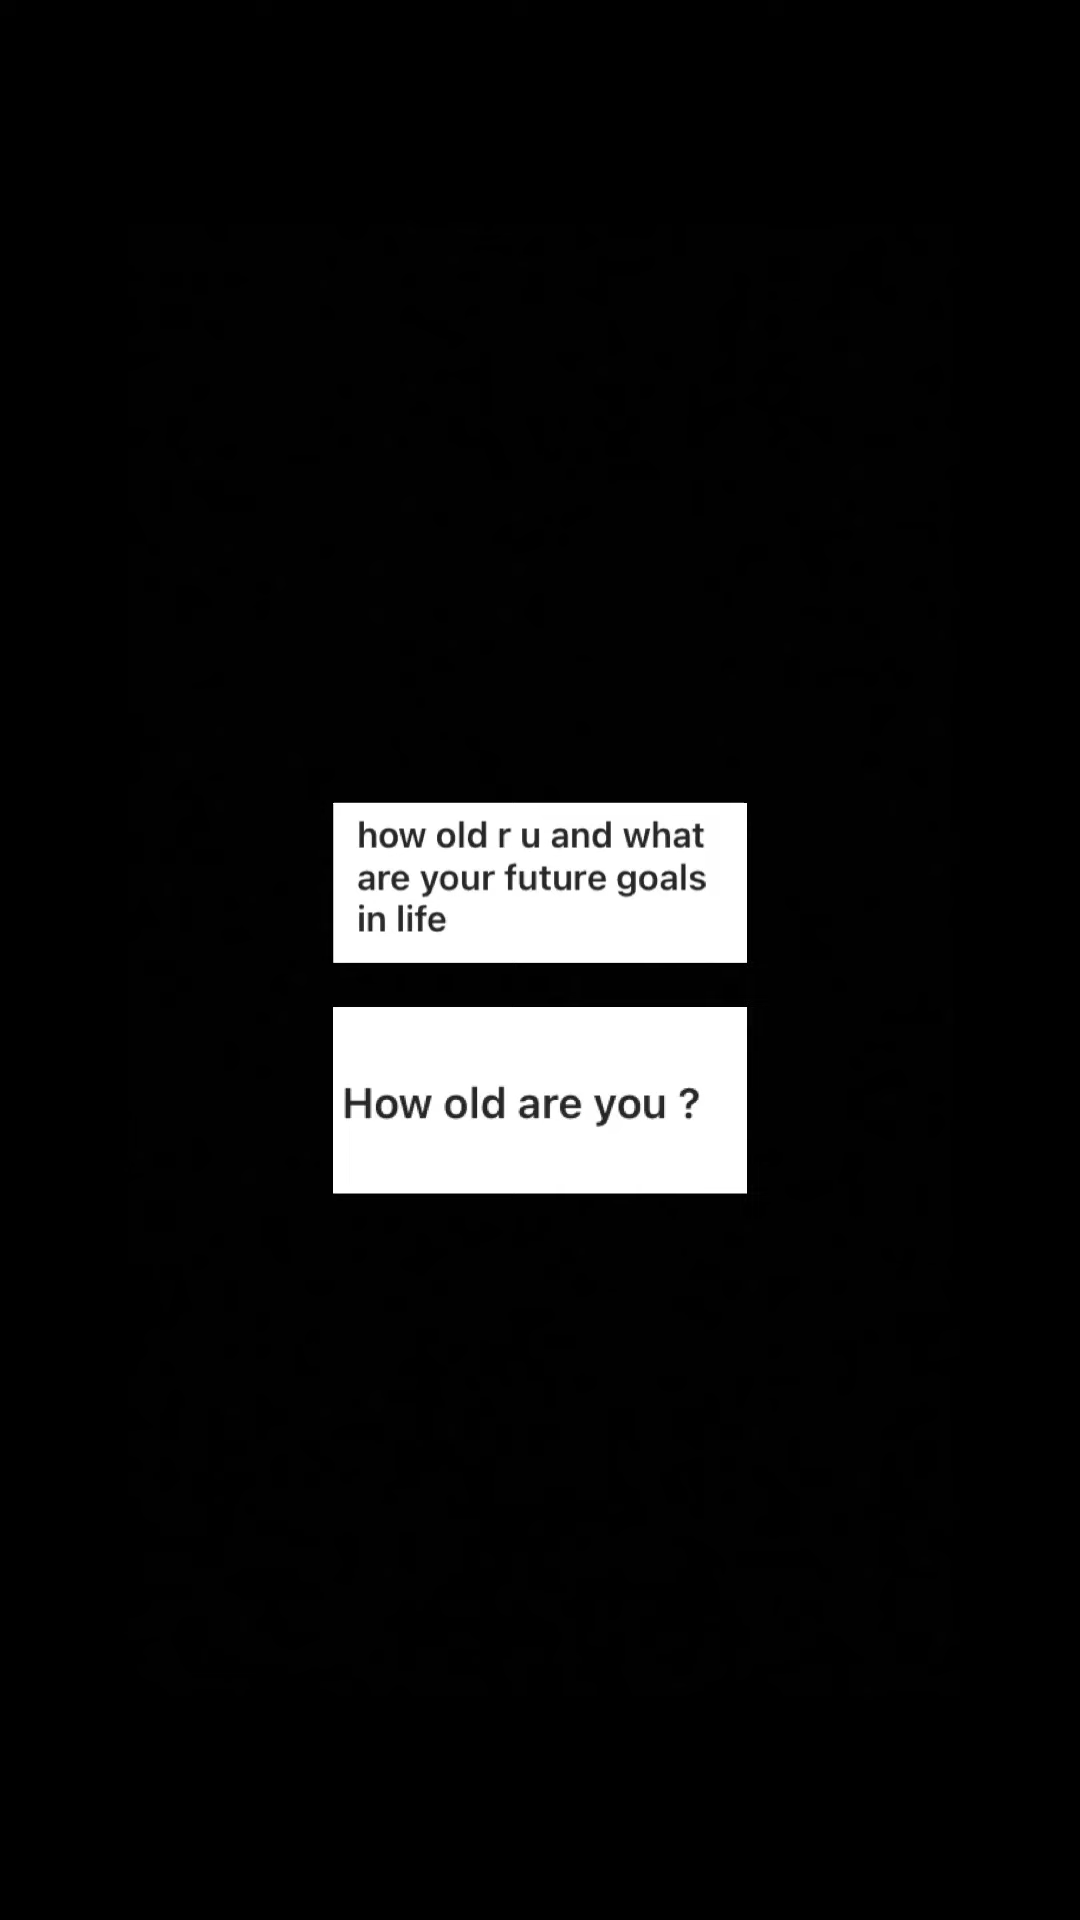 how old r u and what
are your future goals
in life
How old are you ?